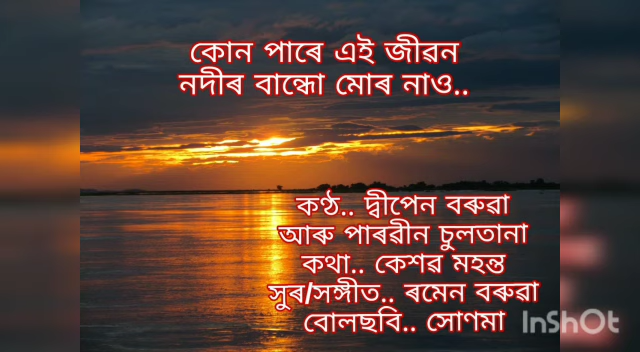 কোন পাৰে এই জীৱন
নদীৰ বান্ধো মোৰ নাও..
কণ্ঠ.. দ্বীপেন বৰুৱা
আৰু পাৰৱীন চুলতানা
কথা.. কেশৱ মহন্ত
সুৰ/সঙ্গীত.. ৰমেন বৰুৱা
বোলছবি.. সোণমা
InShOt